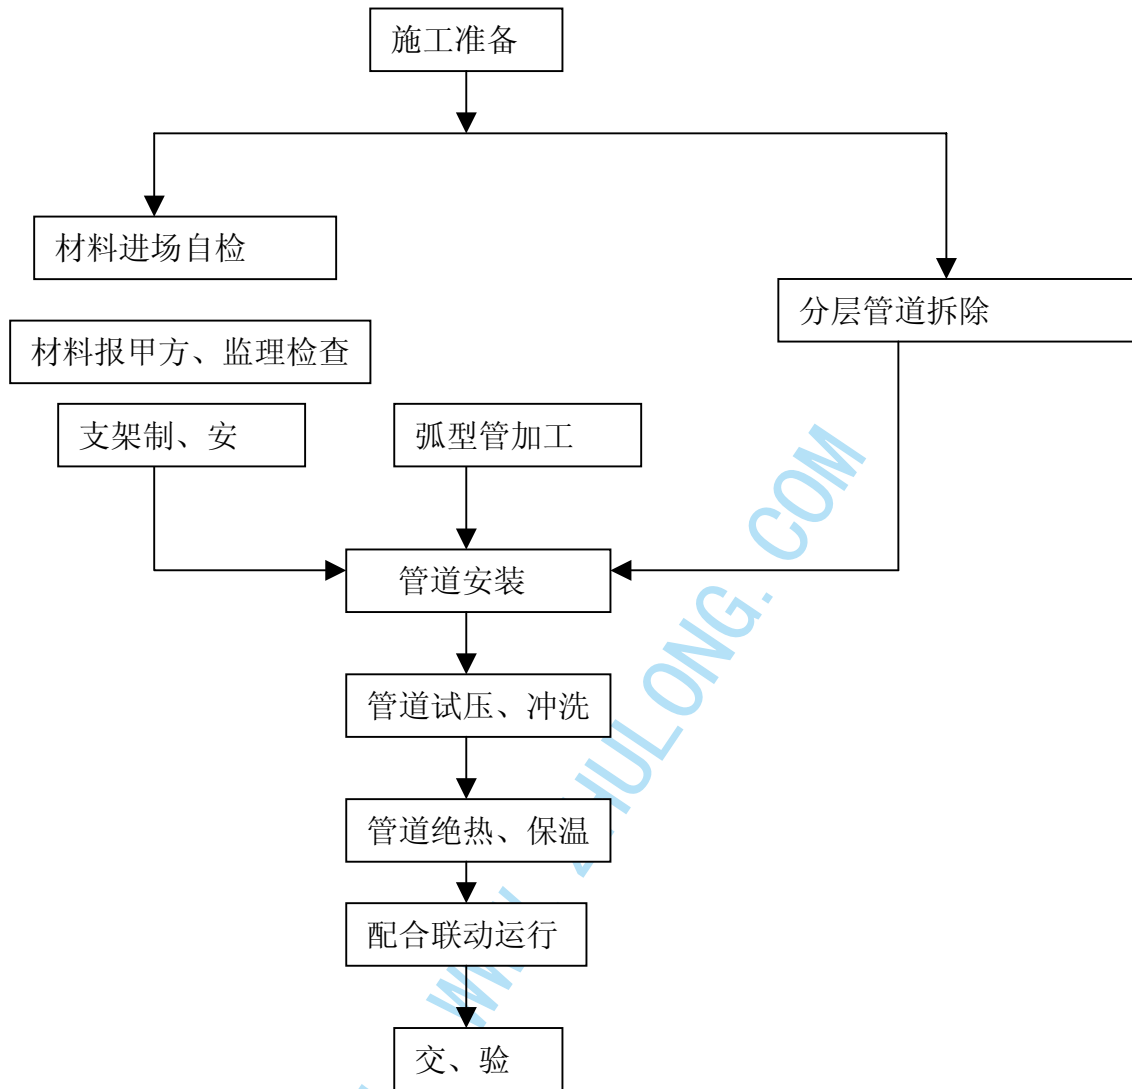 施工准备
材料进场自检
分层管道拆除
材料报甲方、监理检查
支架制、安
弧型管加工
管道安装
管道试压、冲洗
管道绝热、保温
配合联动运行
交、验
WWW.ZHULONG.COM